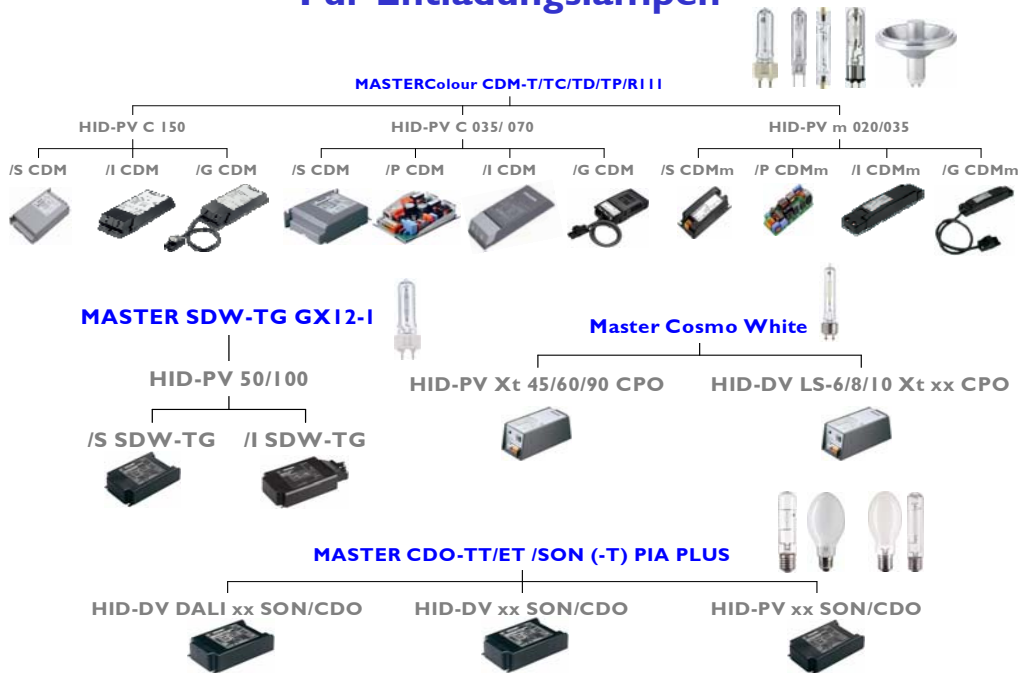 Für Entladungslampen
MASTERColour CDM-T/TC/TD/TP/R111
HID-PV C 150
HID-PV C 035/ 070
HID-PV m 020/035
/S CDM
/I CDM
/G CDM
/S CDM
/P CDM
/I CDM
/G CDM
/S CDMm
/P CDMm
/I CDMm
/G CDMm
MASTER SDW-TG GX12-1
Master Cosmo White
HID-PV 50/100
HID-PV Xt 45/60/90 CPO
HID-DV LS-6/8/10 Xt xx CPO
/S SDW-TG
/I SDW-TG
MASTER CDO-TT/ET /SON (-T) PIA PLUS
HID-DV DALI xx SON/CDO
HID-DV xx SON/CDO
HID-PV xx SON/CDO